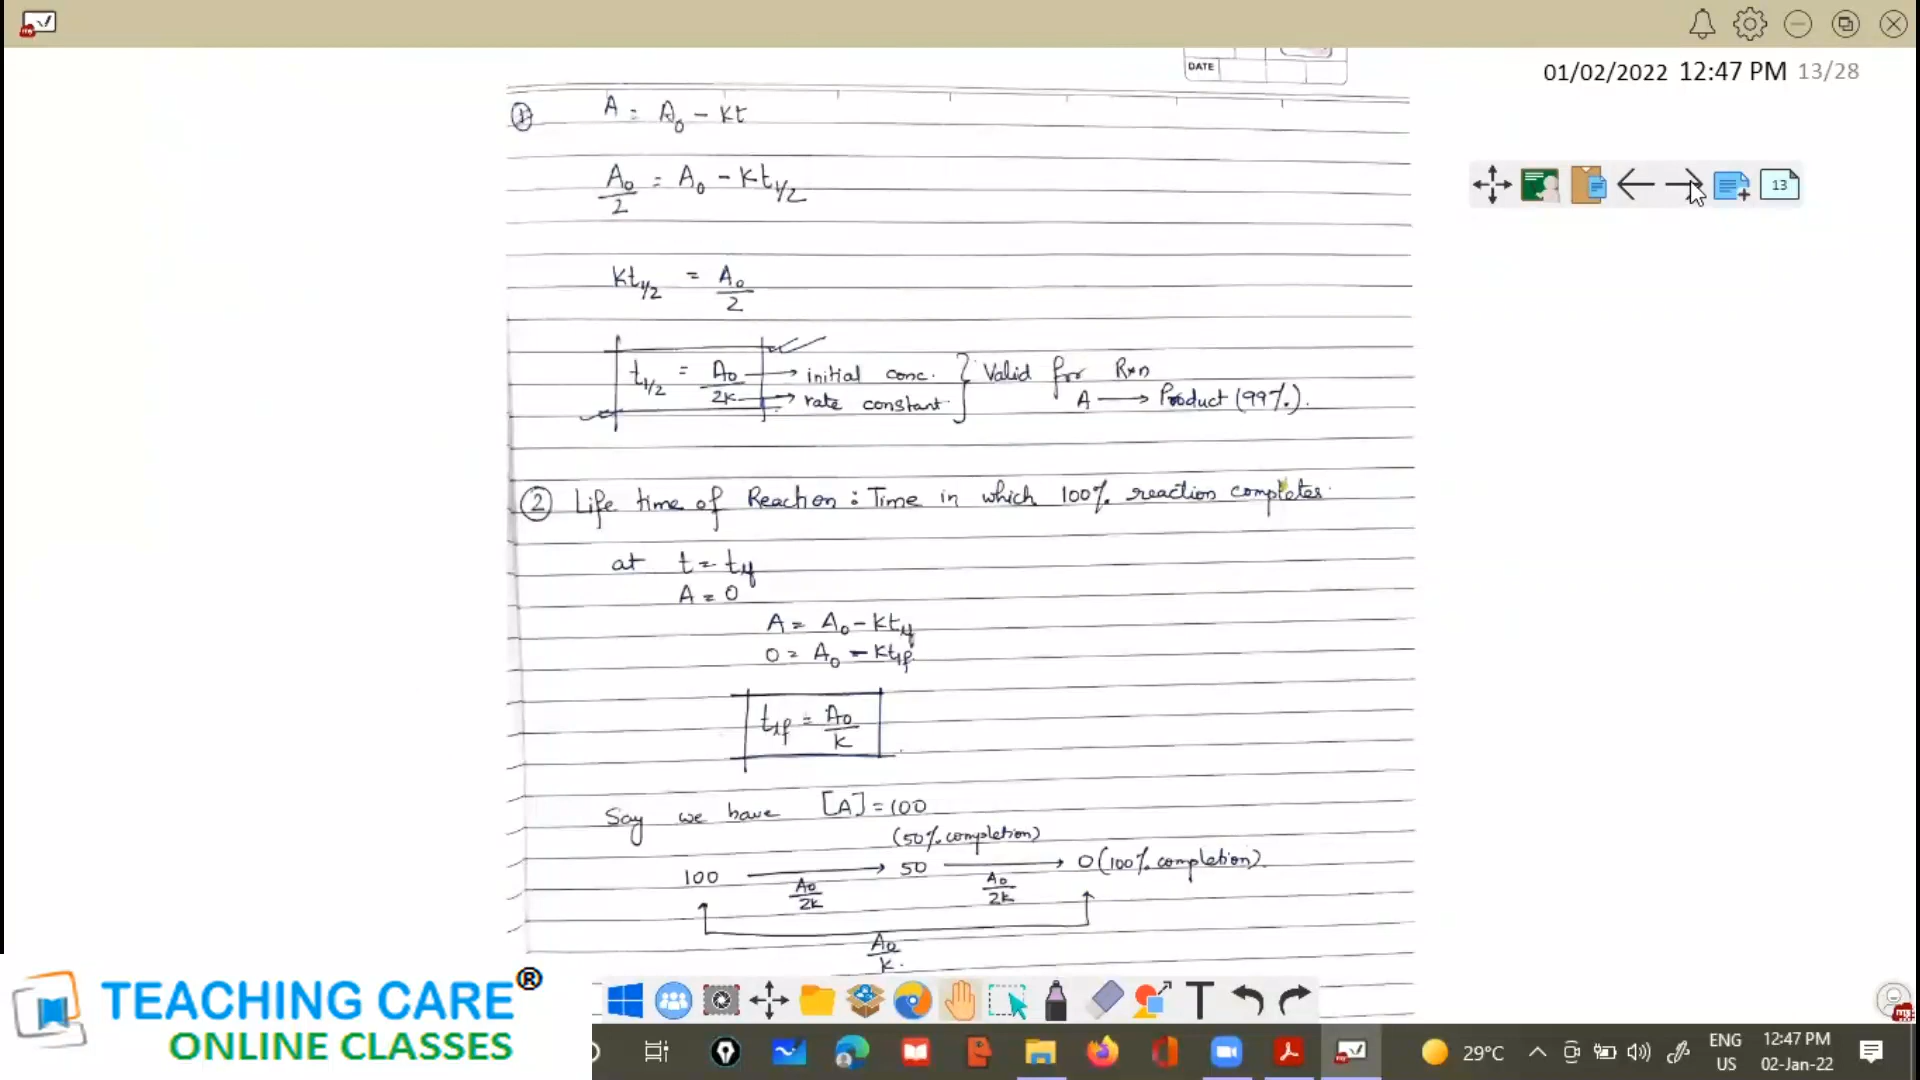 01/02/2022 12:47 PM 13/28
DATE
① A = A₀ - Kt
A₀/2 = A₀ - Kt1/2
Kt1/2 = A₀/2
t1/2 = A₀/2K → initial conc. → rate constant } Valid for Rxn A → Product (99%.).
② Life time of Reaction: Time in which 100% reaction completes.
at t = tlf
A = 0
A = A₀ - Ktlf
0 = A₀ - Ktlf
tlf = A₀/K
Say we have [A] = 100
(50% completion)
100 → 50 → 0 (100% completion).
A₀/2K A₀/2K
A₀/K.
13
TEACHING CARE®
ONLINE CLASSES
T
29°C
ENG
US
12:47 PM
02-Jan-22